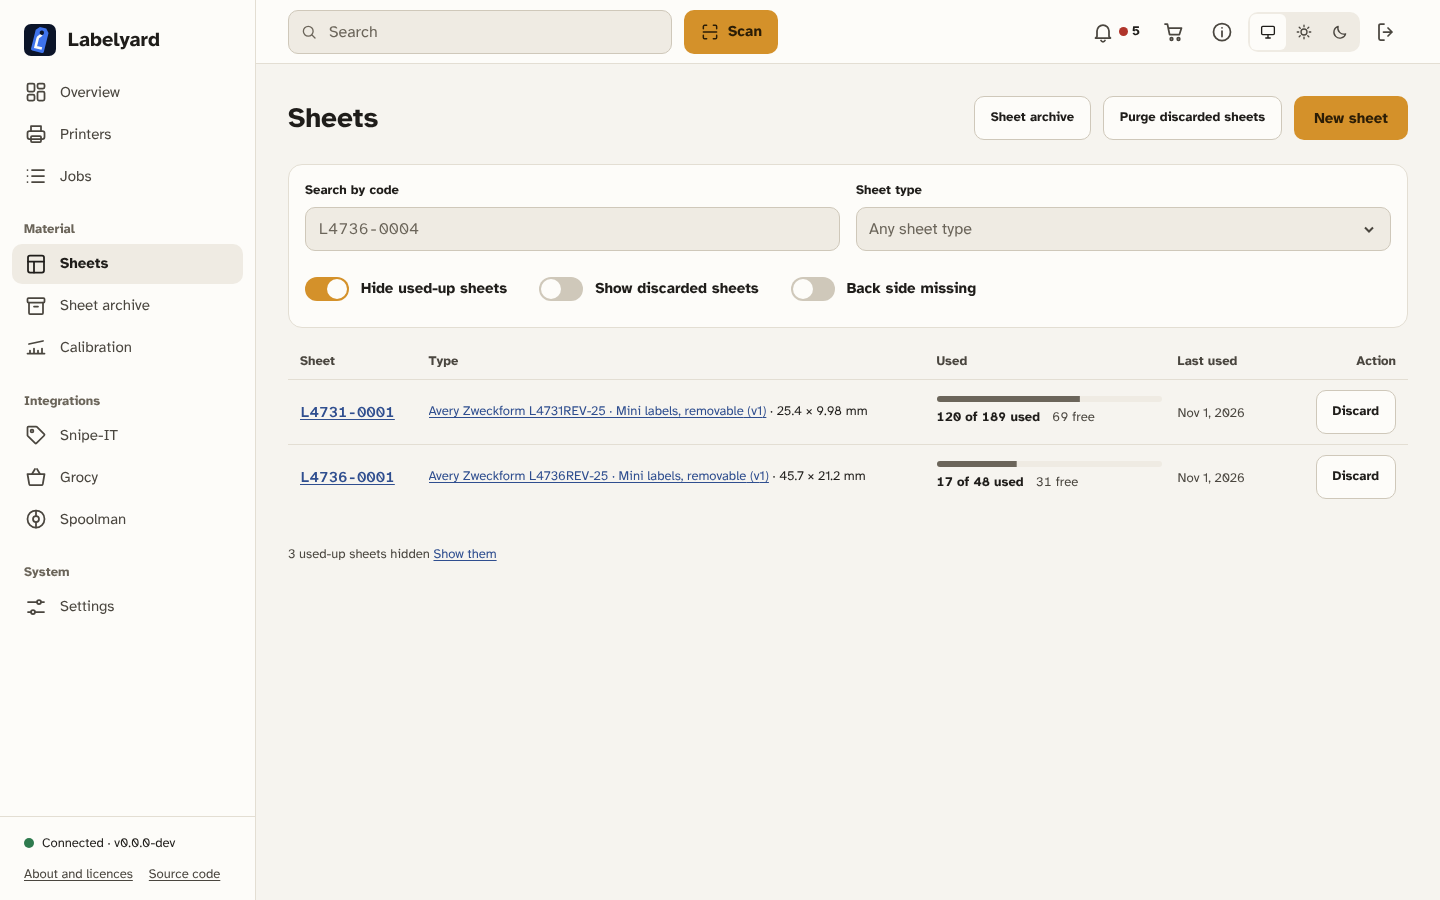 Labelyard
Search
Scan
5
Overview
Printers
Jobs
Material
Sheets
Sheet archive
Calibration
Integrations
Snipe-IT
Grocy
Spoolman
System
Settings
Connected · v0.0.0-dev
About and licences Source code
Sheets
Sheet archive
Purge discarded sheets
New sheet
Search by code
L4736-0004
Sheet type
Any sheet type
Hide used-up sheets
Show discarded sheets
Back side missing
Sheet Type Used Last used Action
L4731-0001 Avery Zweckform L4731REV-25 · Mini labels, removable (v1) · 25.4 × 9.98 mm 120 of 189 used 69 free Nov 1, 2026 Discard
L4736-0001 Avery Zweckform L4736REV-25 · Mini labels, removable (v1) · 45.7 × 21.2 mm 17 of 48 used 31 free Nov 1, 2026 Discard
3 used-up sheets hidden Show them